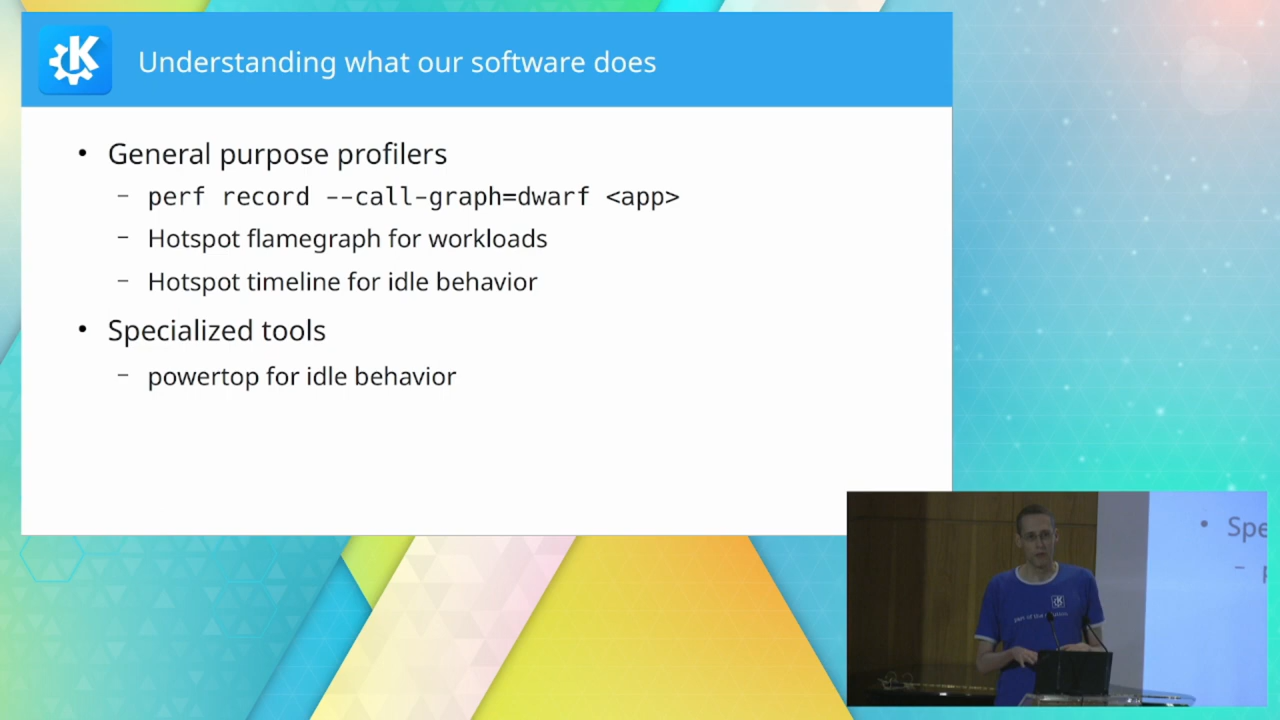 Understanding what our software does
• General purpose profilers
– perf record --call-graph=dwarf <app>
– Hotspot flamegraph for workloads
– Hotspot timeline for idle behavior
• Specialized tools
– powertop for idle behavior
• Spe